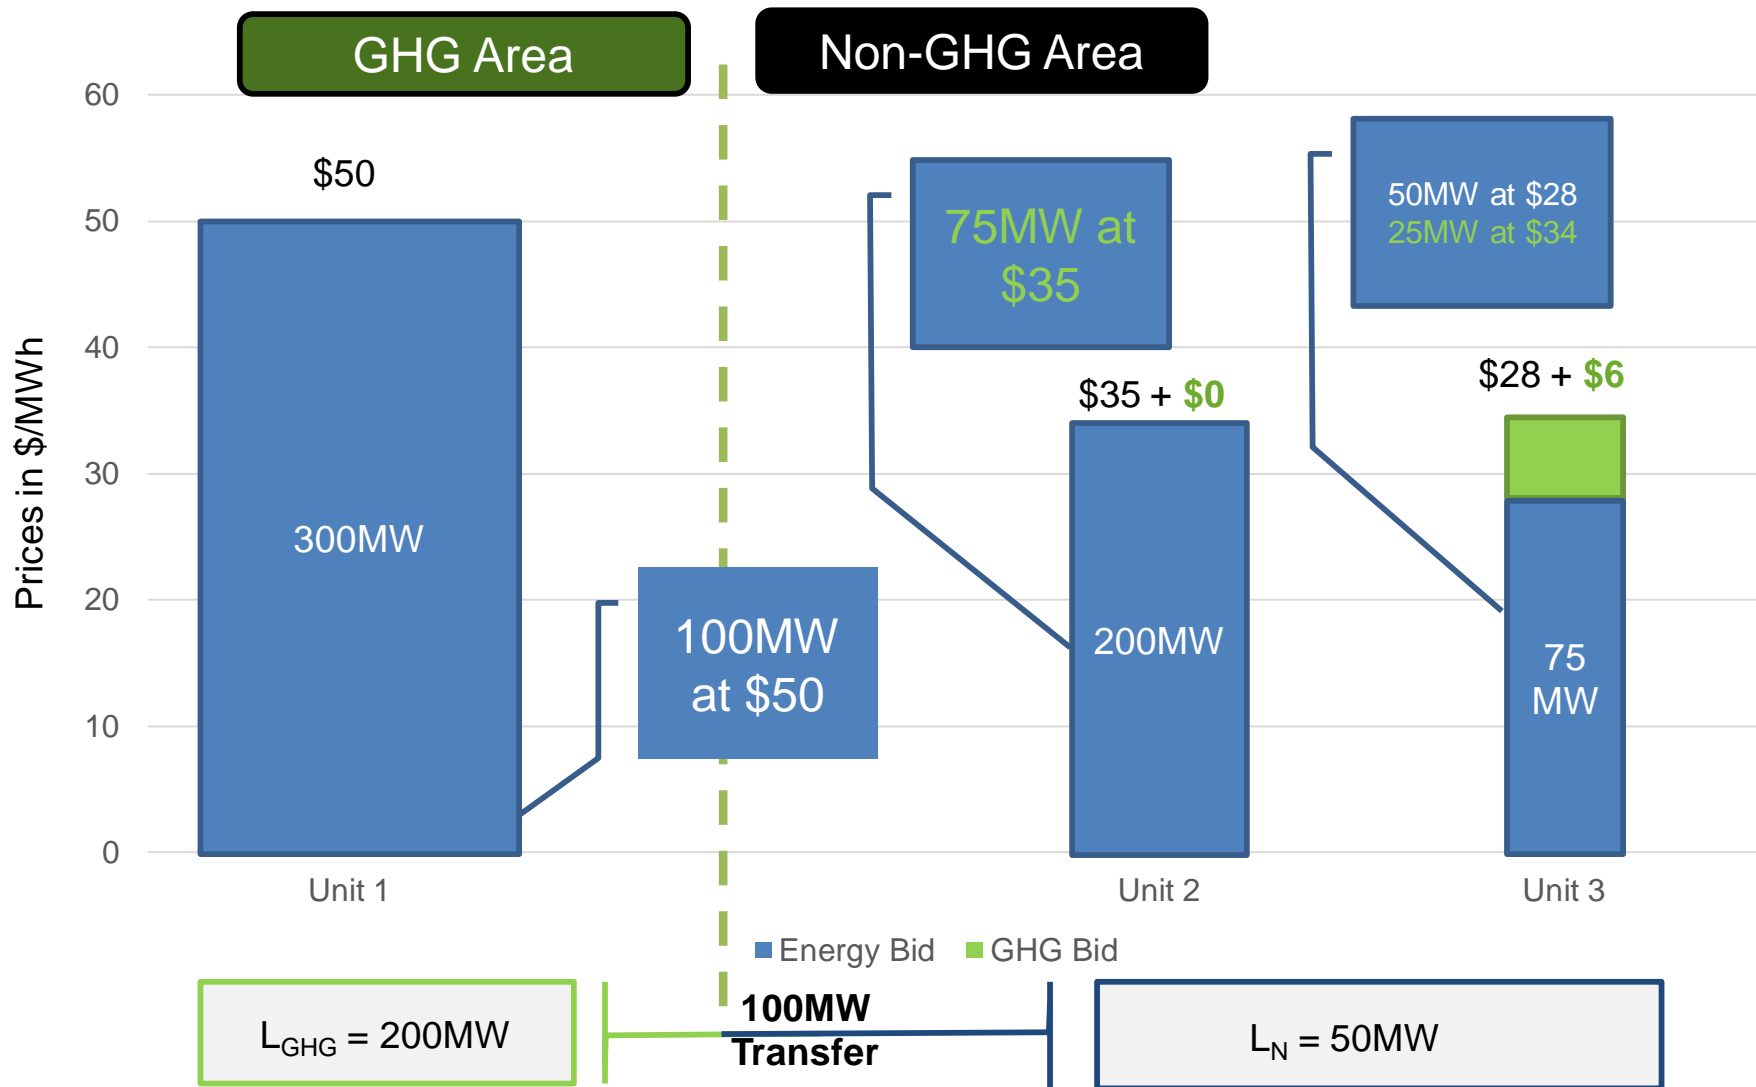 GHG Area
Non-GHG Area
Prices in $/MWh
60
50
40
30
20
10
0
$50
300MW
100MW
at $50
75MW at
$35
$35 + $0
200MW
50MW at $28
25MW at $34
$28 + $6
75
MW
Unit 1
Unit 2
Unit 3
Energy Bid
GHG Bid
L_GHG = 200MW
100MW
Transfer
L_N = 50MW